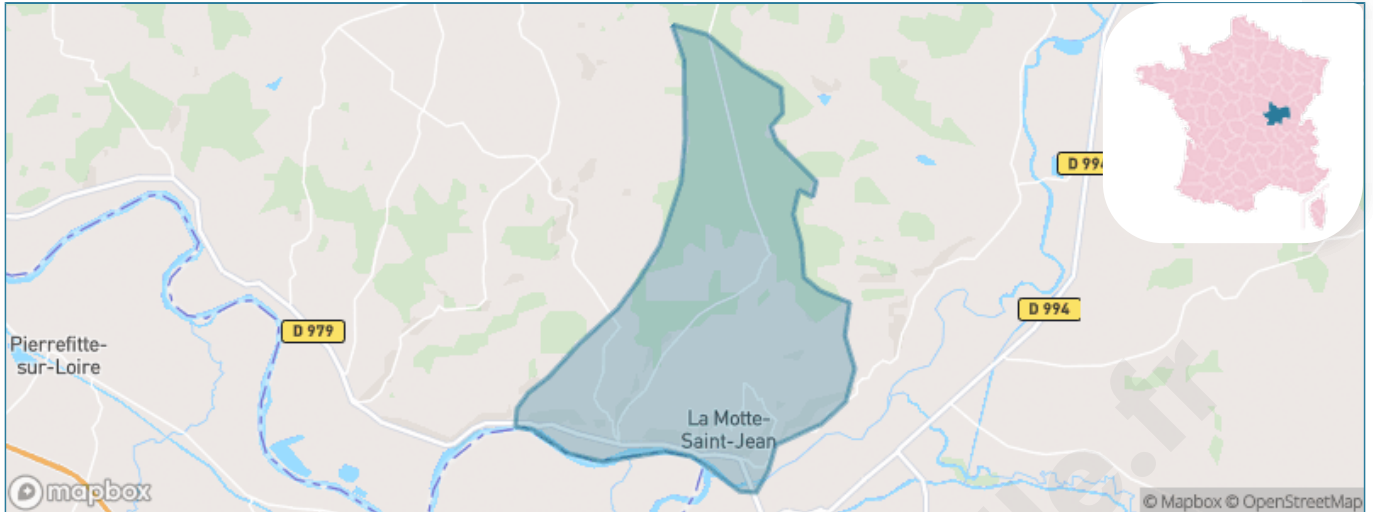 D 994
D 994
D 979
Pierrefitte-
sur-Loire
La Motte-
Saint-Jean
mapbox
© Mapbox © OpenStreetMap